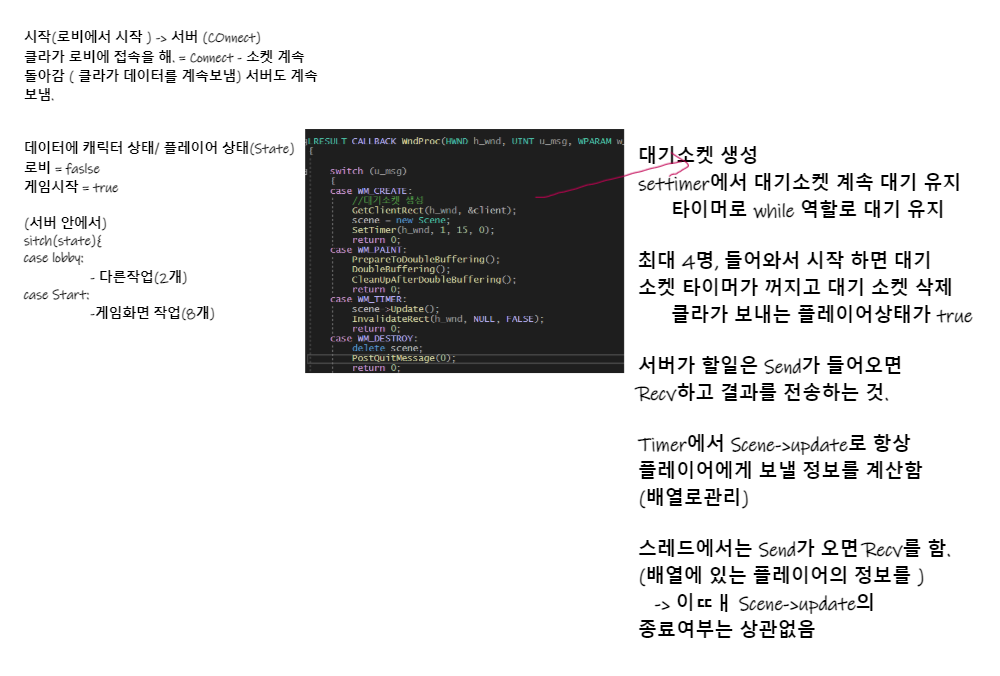 시작(로비에서 시작 ) -> 서버 (COnnect)
클라가 로비에 접속을 해. = Connect - 소켓 계속
돌아감 ( 클라가 데이터를 계속보냄) 서버도 계속
보냄.
데이터에 캐릭터 상태/ 플레이어 상태(State)
로비 = faslse
게임시작 = true
(서버 안에서)
sitch(state){
case lobby:
- 다른작업(2개)
case Start:
-게임화면 작업(8개)
LRESULT CALLBACK WndProc(HWND h_wnd, UINT u_msg, WPARAM w_
{
switch (u_msg)
{
case WM_CREATE:
//대기소켓 생성
GetClientRect(h_wnd, &client);
scene = new Scene;
SetTimer(h_wnd, 1, 15, 0);
return 0;
case WM_PAINT:
PrepareToDoubleBuffering();
DoubleBuffering();
CleanUpAfterDoubleBuffering();
return 0;
case WM_TIMER:
scene->Update();
InvalidateRect(h_wnd, NULL, FALSE);
return 0;
case WM_DESTROY:
delete scene;
PostQuitMessage(0);
return 0;
대기소켓 생성
settimer에서 대기소켓 계속 대기 유지
타이머로 while 역할로 대기 유지
최대 4명, 들어와서 시작 하면 대기
소켓 타이머가 꺼지고 대기 소켓 삭제
클라가 보내는 플레이어상태가 true
서버가 할일은 Send가 들어오면
Recv하고 결과를 전송하는 것.
Timer에서 Scene->update로 항상
플레이어에게 보낼 정보를 계산함
(배열로관리)
스레드에서는 Send가 오면 Recv를 함.
(배열에 있는 플레이어의 정보를 )
-> 이ㄸㅐ Scene->update의
종료여부는 상관없음